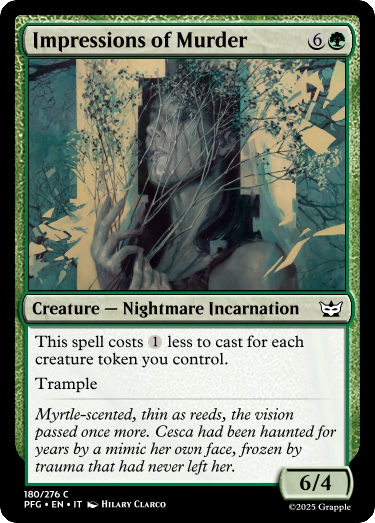 Impressions of Murder 6
Creature — Nightmare Incarnation
This spell costs 1 less to cast for each
creature token you control.
Trample
Myrtle-scented, thin as reeds, the vision
passed once more. Cesca had been haunted for
years by a mimic her own face, frozen by
trauma that had never left her.
6/4
180/276 C
PFG • EN • IT Hilary Clarco
©2025 Grapple